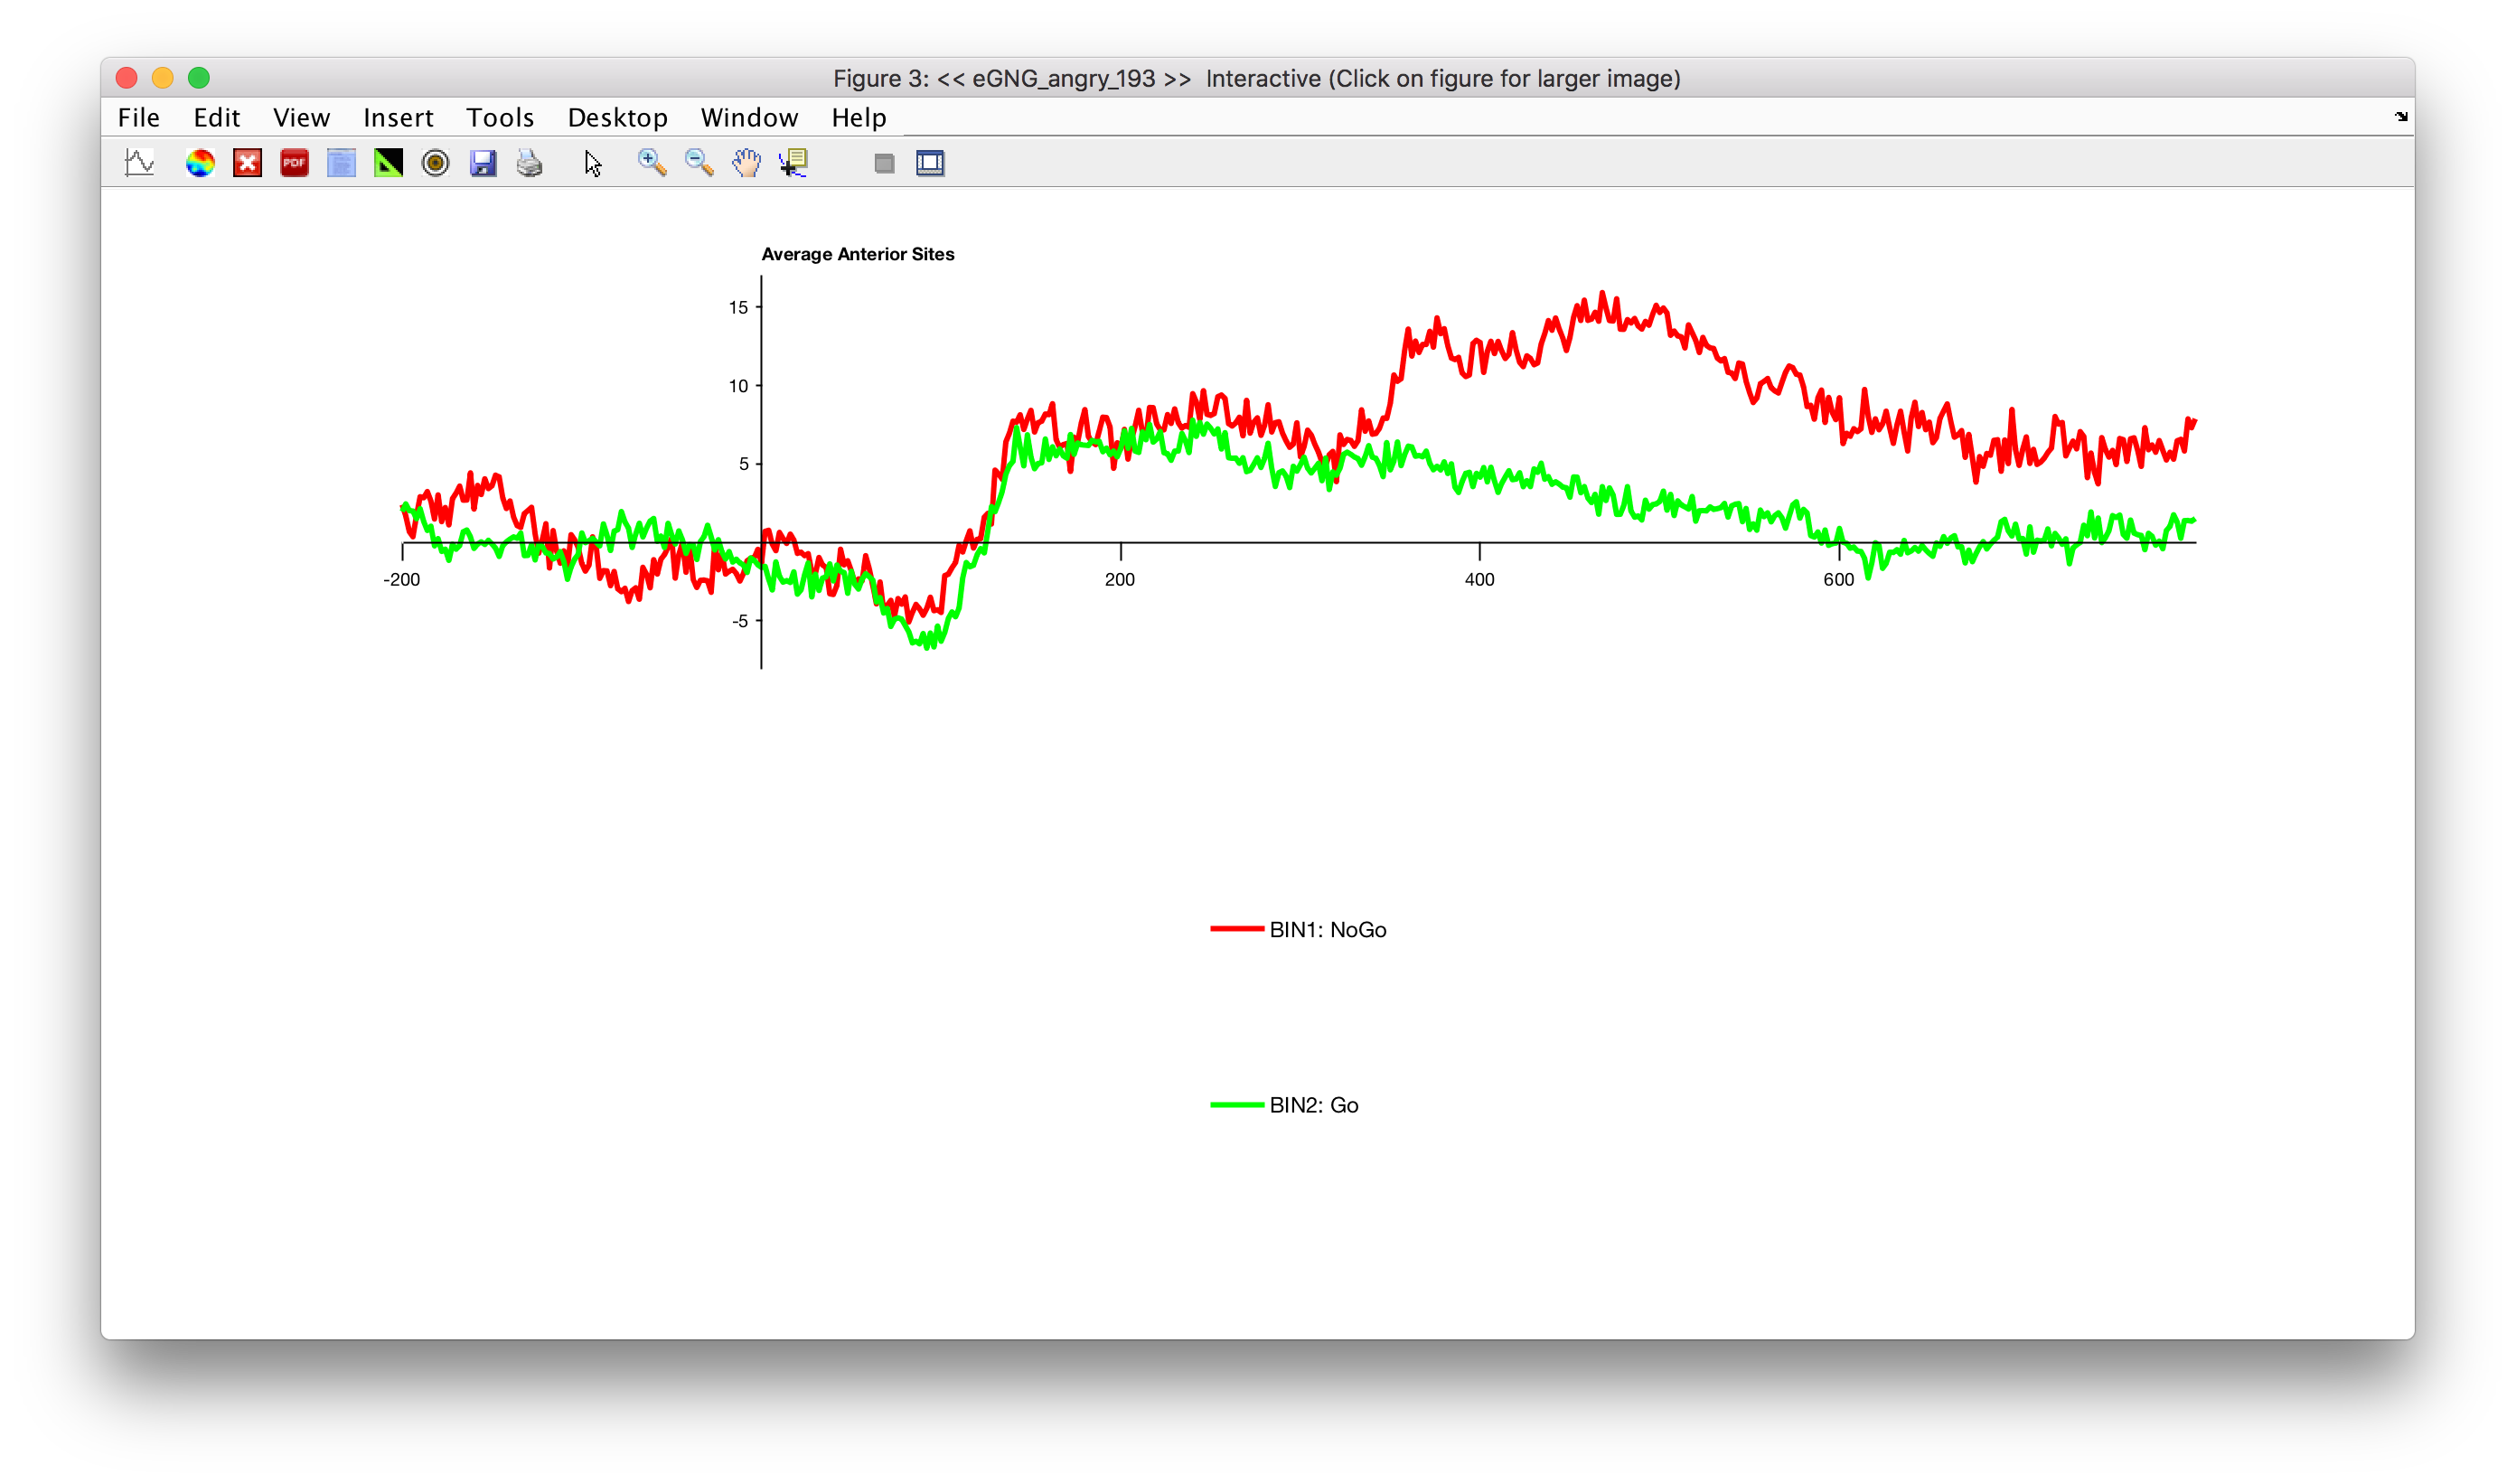 Figure 3: << eGNG_angry_193 >>  Interactive (Click on figure for larger image)
File Edit View Insert Tools Desktop Window Help
PDF
Average Anterior Sites
15
10
5
-200 200 400 600
-5
BIN1: NoGo
BIN2: Go